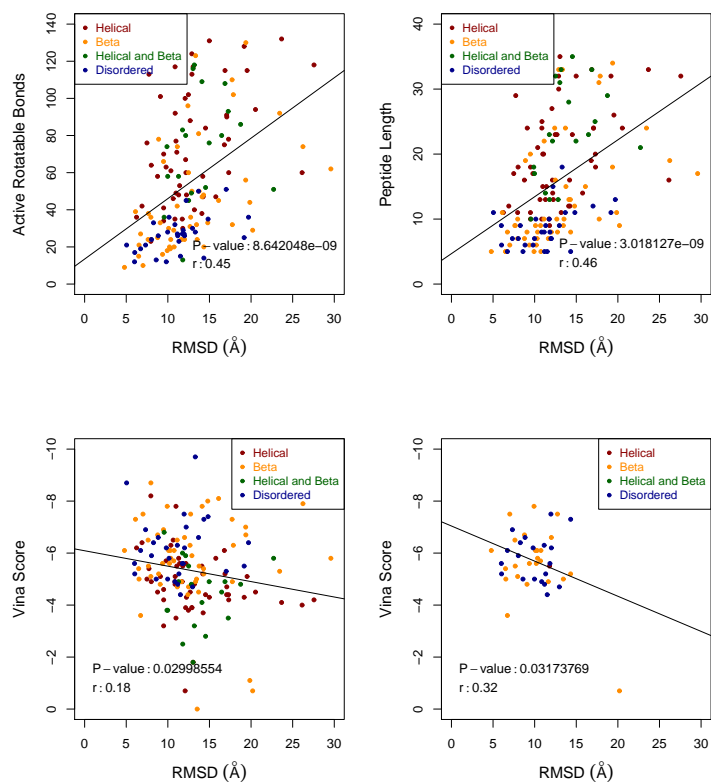 Helical
Beta
Helical and Beta
Disordered
Active Rotatable Bonds
0 20 40 60 80 100 120 140
P−value : 8.642048e−09
r : 0.45
0 5 10 15 20 25 30
RMSD (Å)
Helical
Beta
Helical and Beta
Disordered
Peptide Length
0 10 20 30 40
P−value : 3.018127e−09
r : 0.46
0 5 10 15 20 25 30
RMSD (Å)
Helical
Beta
Helical and Beta
Disordered
Vina Score
0 −2 −4 −6 −8 −10
P−value : 0.02998554
r : 0.18
0 5 10 15 20 25 30
RMSD (Å)
Helical
Beta
Helical and Beta
Disordered
Vina Score
0 −2 −4 −6 −8 −10
P−value : 0.03173769
r : 0.32
0 5 10 15 20 25 30
RMSD (Å)